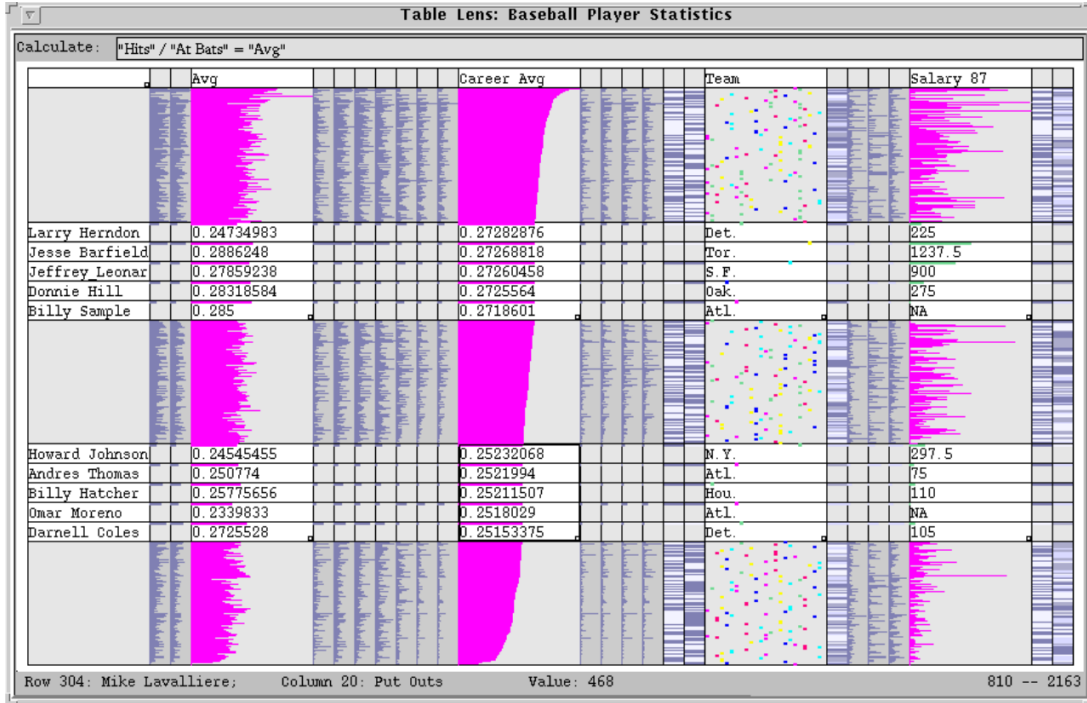 Table Lens: Baseball Player Statistics
Calculate: "Hits" / "At Bats" = "Avg"
Avg Career Avg Team Salary 87
Larry Herndon 0.24734983 0.27282876 Det. 225
Jesse Barfield 0.2886248 0.27268818 Tor. 1237.5
Jeffrey_Leonar 0.27859238 0.27260458 S.F. 900
Donnie Hill 0.28318584 0.2725564 Oak. 275
Billy Sample 0.285 0.2718601 Atl. NA
Howard Johnson 0.24545455 0.25232068 N.Y. 297.5
Andres Thomas 0.250774 0.2521994 Atl. 75
Billy Hatcher 0.25775656 0.25211507 Hou. 110
Omar Moreno 0.2339833 0.2518029 Atl. NA
Darnell Coles 0.2725528 0.25153375 Det. 105
Row 304: Mike Lavalliere; Column 20: Put Outs Value: 468 810 -- 2163